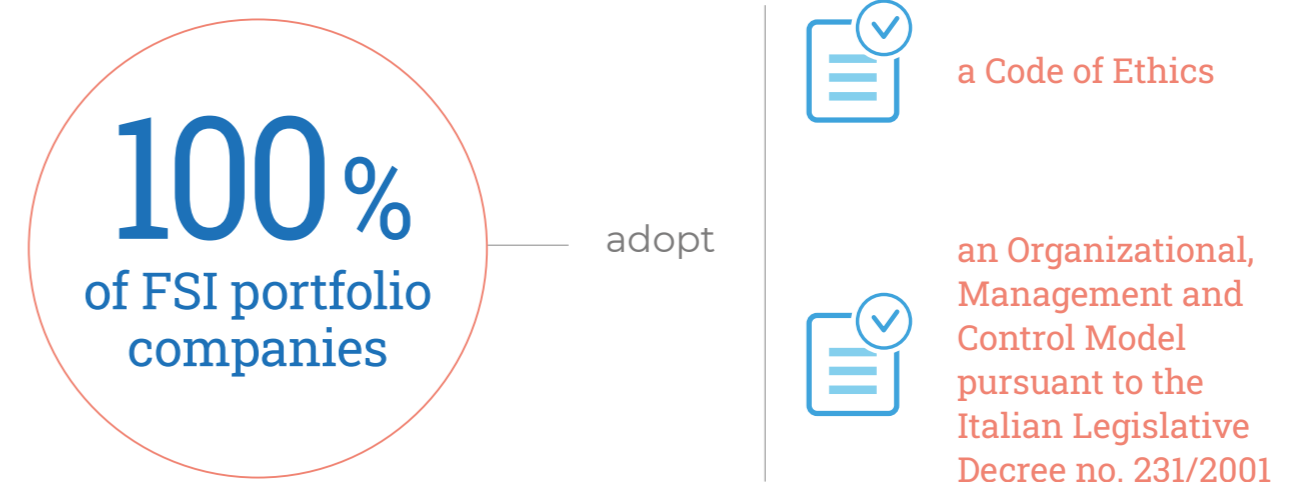 100%
of FSI portfolio
companies
adopt
a Code of Ethics
an Organizational,
Management and
Control Model
pursuant to the
Italian Legislative
Decree no. 231/2001